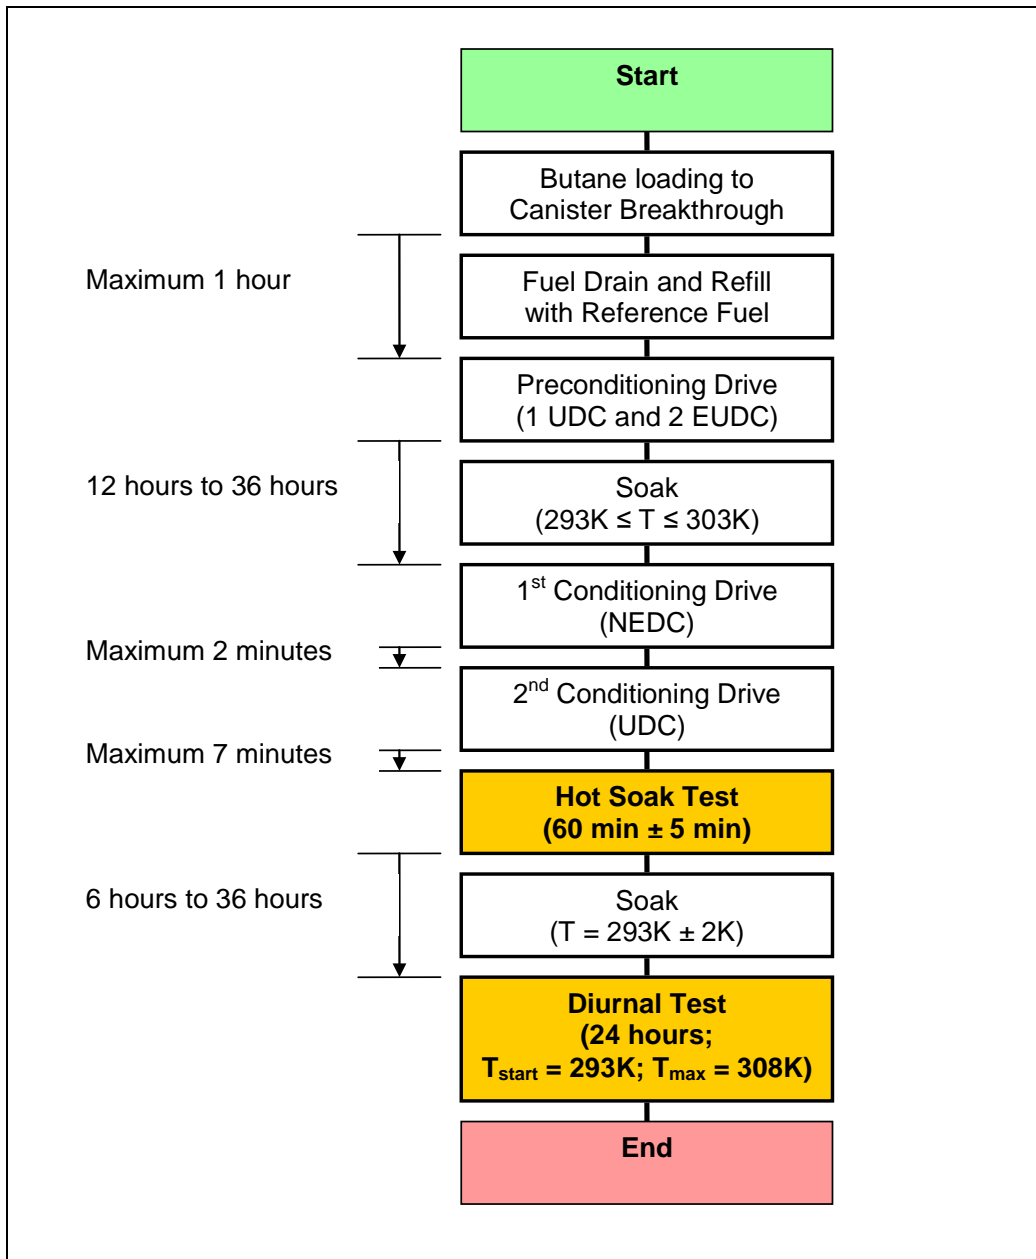 Start
Butane loading to
Canister Breakthrough
Maximum 1 hour
Fuel Drain and Refill
with Reference Fuel
Preconditioning Drive
(1 UDC and 2 EUDC)
12 hours to 36 hours
Soak
(293K ≤ T ≤ 303K)
1st Conditioning Drive
(NEDC)
Maximum 2 minutes
2nd Conditioning Drive
(UDC)
Maximum 7 minutes
Hot Soak Test
(60 min ± 5 min)
6 hours to 36 hours
Soak
(T = 293K ± 2K)
Diurnal Test
(24 hours;
Tstart = 293K; Tmax = 308K)
End